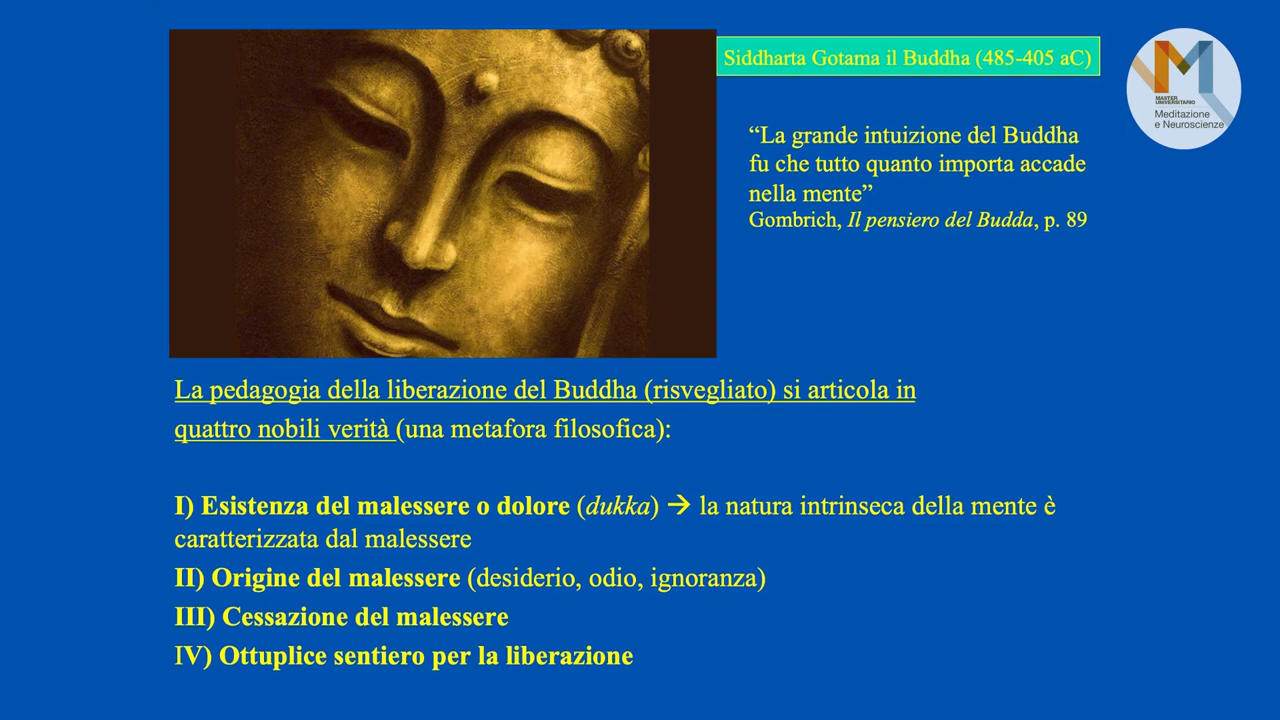 Siddharta Gotama il Buddha (485-405 aC)
MASTER
UNIVERSITARIO
Meditazione
e Neuroscienze
“La grande intuizione del Buddha
fu che tutto quanto importa accade
nella mente”
Gombrich, Il pensiero del Budda, p. 89
La pedagogia della liberazione del Buddha (risvegliato) si articola in
quattro nobili verità (una metafora filosofica):
I) Esistenza del malessere o dolore (dukka) → la natura intrinseca della mente è
caratterizzata dal malessere
II) Origine del malessere (desiderio, odio, ignoranza)
III) Cessazione del malessere
IV) Ottuplice sentiero per la liberazione